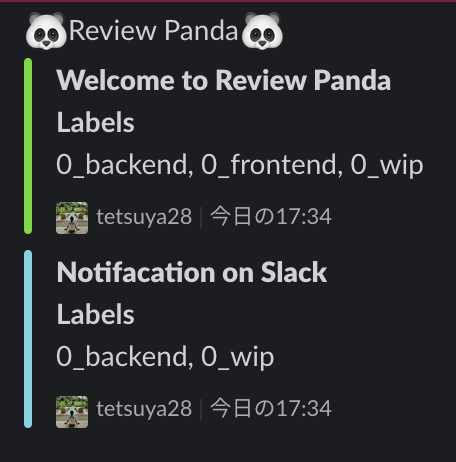 🐼Review Panda🐼
Welcome to Review Panda
Labels
0_backend, 0_frontend, 0_wip
tetsuya28 | 今日の17:34
Notifacation on Slack
Labels
0_backend, 0_wip
tetsuya28 | 今日の17:34